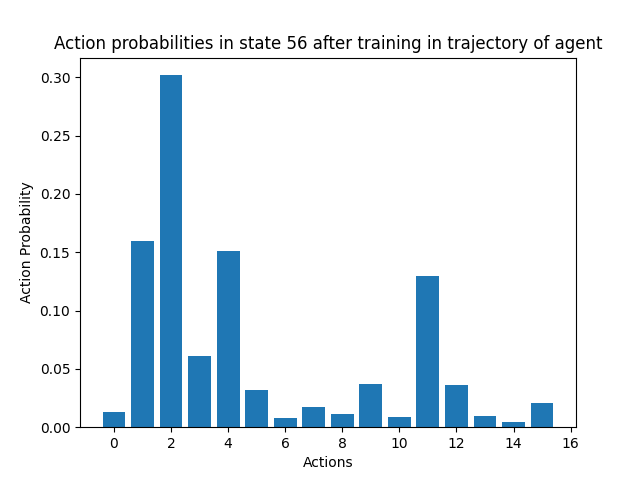 Action probabilities in state 56 after training in trajectory of agent
0.30
0.25
0.20
0.15
0.10
0.05
0.00
Action Probability
0 2 4 6 8 10 12 14 16
Actions